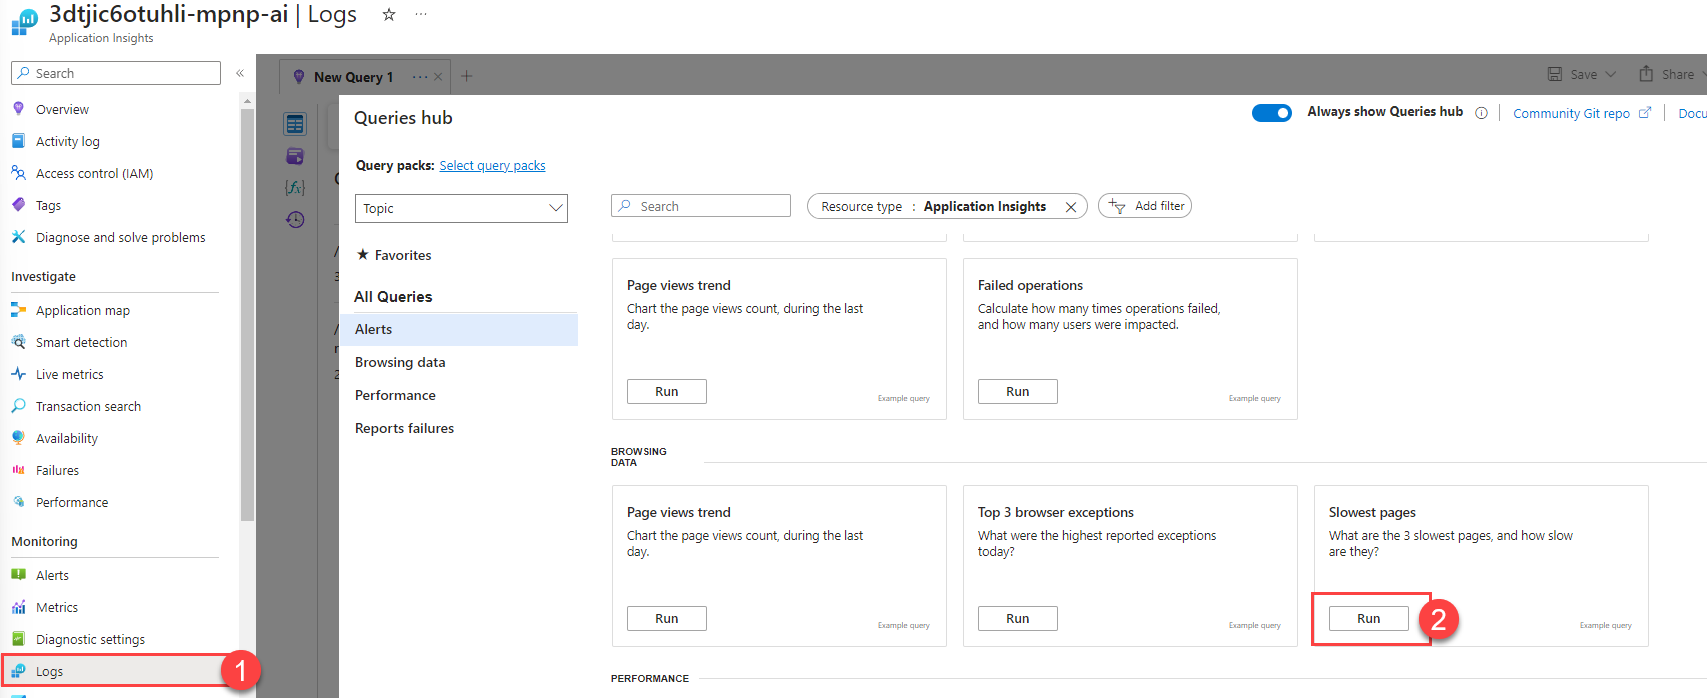 3dtjic6otuhli-mpnp-ai | Logs ☆ ...
Application Insights
Search «
Overview
Activity log
Access control (IAM)
Tags
Diagnose and solve problems
Investigate
Application map
Smart detection
Live metrics
Transaction search
Availability
Failures
Performance
Monitoring
Alerts
Metrics
Diagnostic settings
Logs
1
New Query 1 ... × +
Save Share
Queries hub
Always show Queries hub
Community Git repo
Docu
Query packs: Select query packs
Topic
Search
Resource type : Application Insights ×
Add filter
★ Favorites
All Queries
Alerts
Browsing data
Performance
Reports failures
Page views trend
Chart the page views count, during the last
day.
Run
Example query
Failed operations
Calculate how many times operations failed,
and how many users were impacted.
Run
Example query
BROWSING
DATA
Page views trend
Chart the page views count, during the last
day.
Run
Example query
Top 3 browser exceptions
What were the highest reported exceptions
today?
Run
Example query
Slowest pages
What are the 3 slowest pages, and how slow
are they?
Run
2
Example query
PERFORMANCE